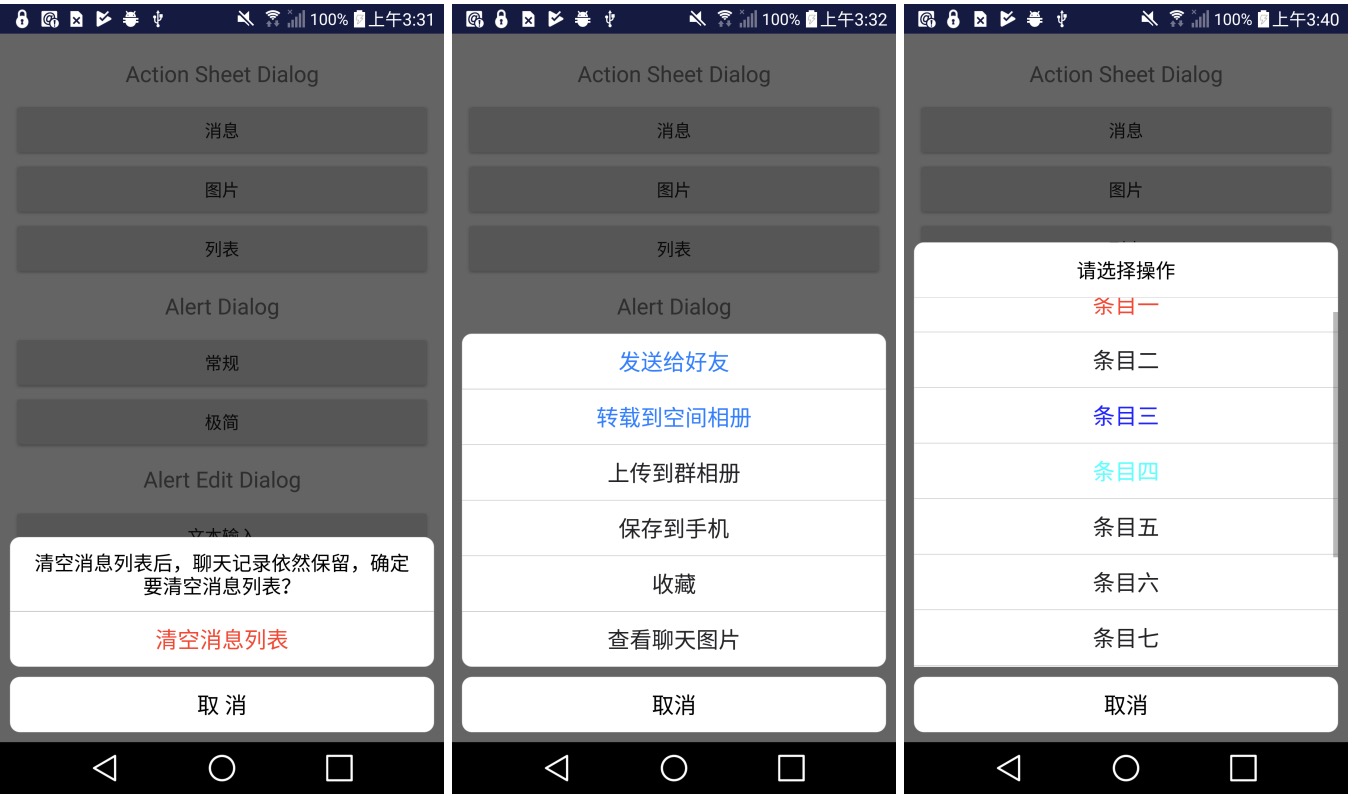 100% 上午3:31
Action Sheet Dialog
消息
图片
列表
Alert Dialog
常规
极简
Alert Edit Dialog
文本输入
清空消息列表后，聊天记录依然保留，确定
要清空消息列表?
清空消息列表
取 消
100% 上午3:32
Action Sheet Dialog
消息
图片
列表
Alert Dialog
发送给好友
转载到空间相册
上传到群相册
保存到手机
收藏
查看聊天图片
取消
100% 上午3:40
Action Sheet Dialog
消息
图片
请选择操作
条目一
条目二
条目三
条目四
条目五
条目六
条目七
取消